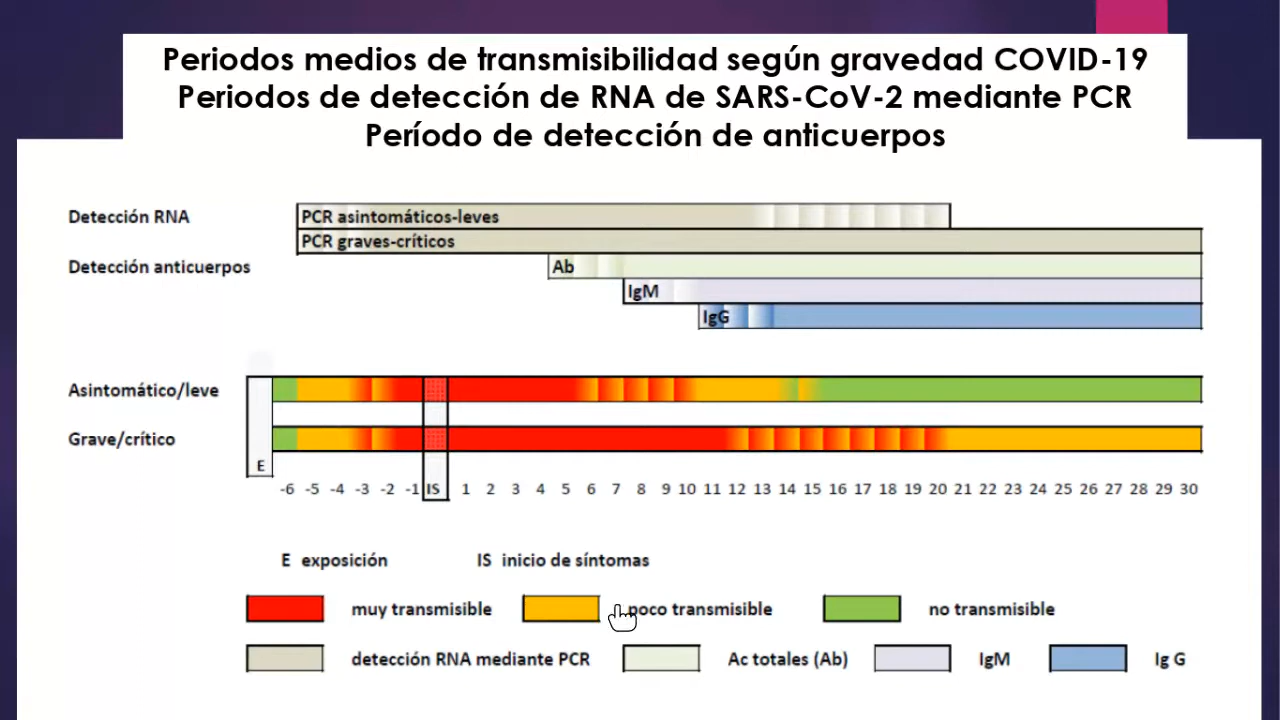 Periodos medios de transmisibilidad según gravedad COVID-19
Periodos de detección de RNA de SARS-CoV-2 mediante PCR
Período de detección de anticuerpos
Detección RNA
PCR asintomáticos-leves
PCR graves-críticos
Detección anticuerpos
Ab
IgM
IgG
Asintomático/leve
Grave/crítico
E
-6 -5 -4 -3 -2 -1 IS 1 2 3 4 5 6 7 8 9 10 11 12 13 14 15 16 17 18 19 20 21 22 23 24 25 26 27 28 29 30
E exposición IS inicio de síntomas
muy transmisible poco transmisible no transmisible
detección RNA mediante PCR Ac totales (Ab) IgM Ig G